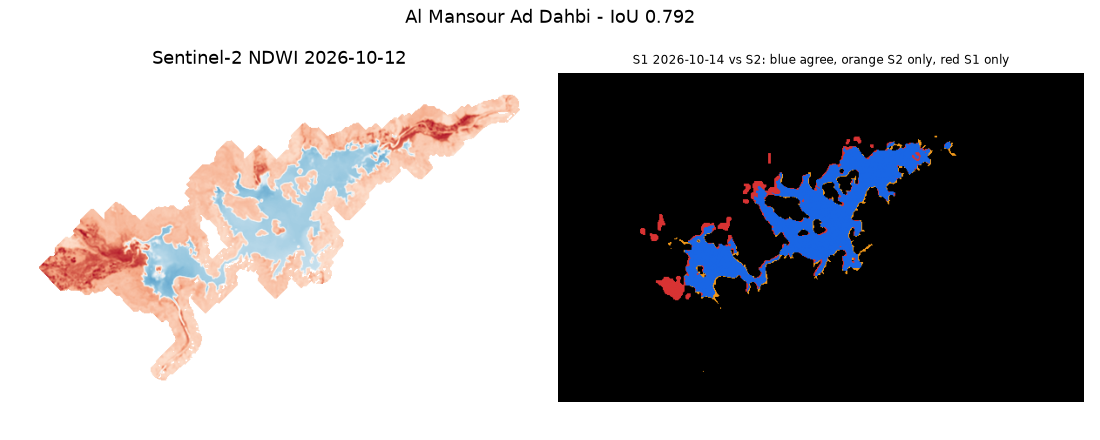 Al Mansour Ad Dahbi - IoU 0.792
Sentinel-2 NDWI 2026-10-12
S1 2026-10-14 vs S2: blue agree, orange S2 only, red S1 only